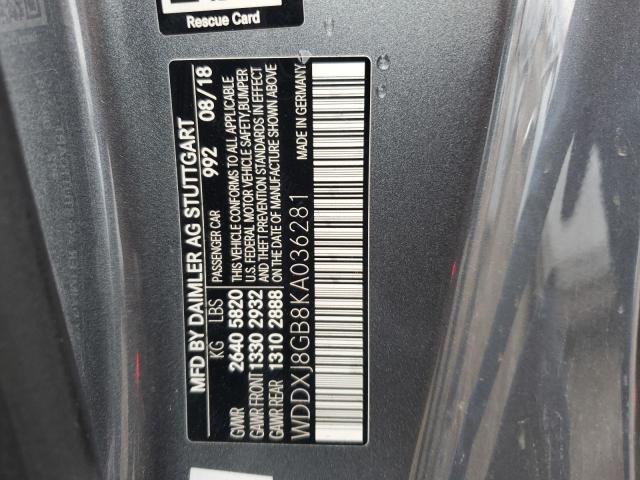 Rescue Card
MFD BY DAIMLER AG STUTTGART
PASSENGER CAR 992 08/18
KG LBS
GVWR 2640 5820
GAWR FRONT 1330 2932
GAWR REAR 1310 2888
THIS VEHICLE CONFORMS TO ALL APPLICABLE
U.S. FEDERAL MOTOR VEHICLE SAFETY, BUMPER
AND THEFT PREVENTION STANDARDS IN EFFECT
ON THE DATE OF MANUFACTURE SHOWN ABOVE
WDDXJ8GB8KA036281
MADE IN GERMANY